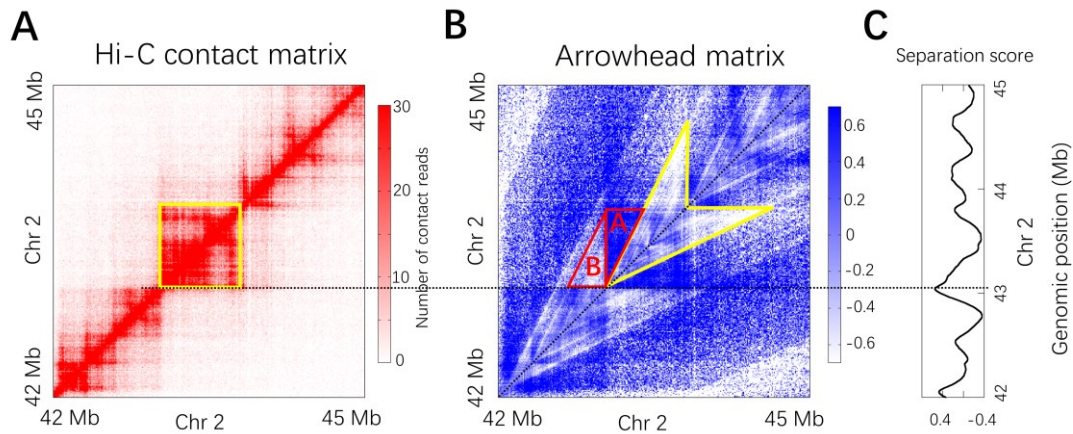 A
Hi-C contact matrix
45 Mb
Chr 2
42 Mb
42 Mb
Chr 2
45 Mb
30
20
10
0
Number of contact reads
B
Arrowhead matrix
45 Mb
Chr 2
42 Mb
42 Mb
Chr 2
45 Mb
A
B
0.6
0.4
0.2
0
-0.2
-0.4
-0.6
C
Separation score
45
44
43
42
0.4
-0.4
Chr 2
Genomic position (Mb)